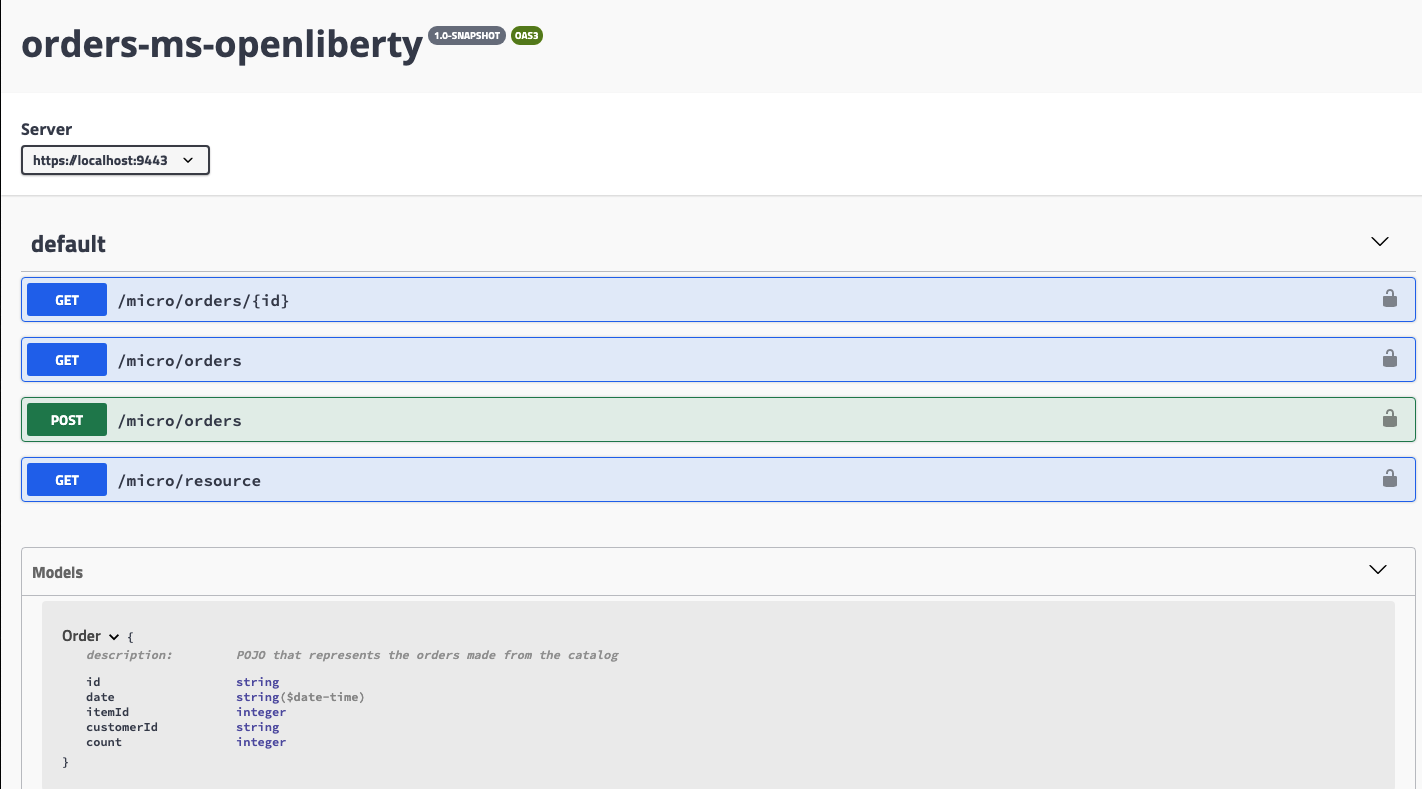 orders-ms-openliberty 1.0-SNAPSHOT OAS3
Server
https://localhost:9443
default
GET /micro/orders/{id}
GET /micro/orders
POST /micro/orders
GET /micro/resource
Models
Order {
description: POJO that represents the orders made from the catalog
id string
date string($date-time)
itemId integer
customerId string
count integer
}